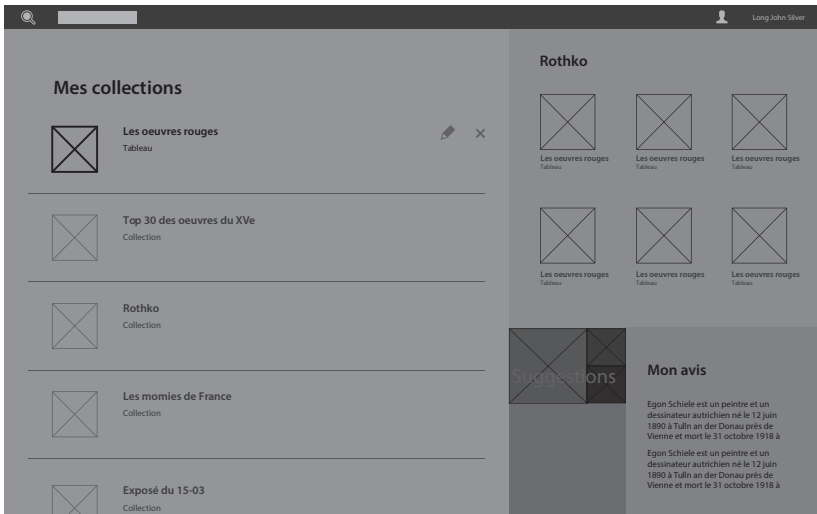 Long John Silver
Mes collections
Les oeuvres rouges
Tableau
Top 30 des oeuvres du XVe
Collection
Rothko
Collection
Les momies de France
Collection
Exposé du 15-03
Collection
Rothko
Les oeuvres rouges
Tableau
Les oeuvres rouges
Tableau
Les oeuvres rouges
Tableau
Les oeuvres rouges
Tableau
Les oeuvres rouges
Tableau
Les oeuvres rouges
Tableau
Suggestions
Mon avis
Egon Schiele est un peintre et un
dessinateur autrichien né le 12 juin
1890 à Tulln an der Donau près de
Vienne et mort le 31 octobre 1918 à
Egon Schiele est un peintre et un
dessinateur autrichien né le 12 juin
1890 à Tulln an der Donau près de
Vienne et mort le 31 octobre 1918 à